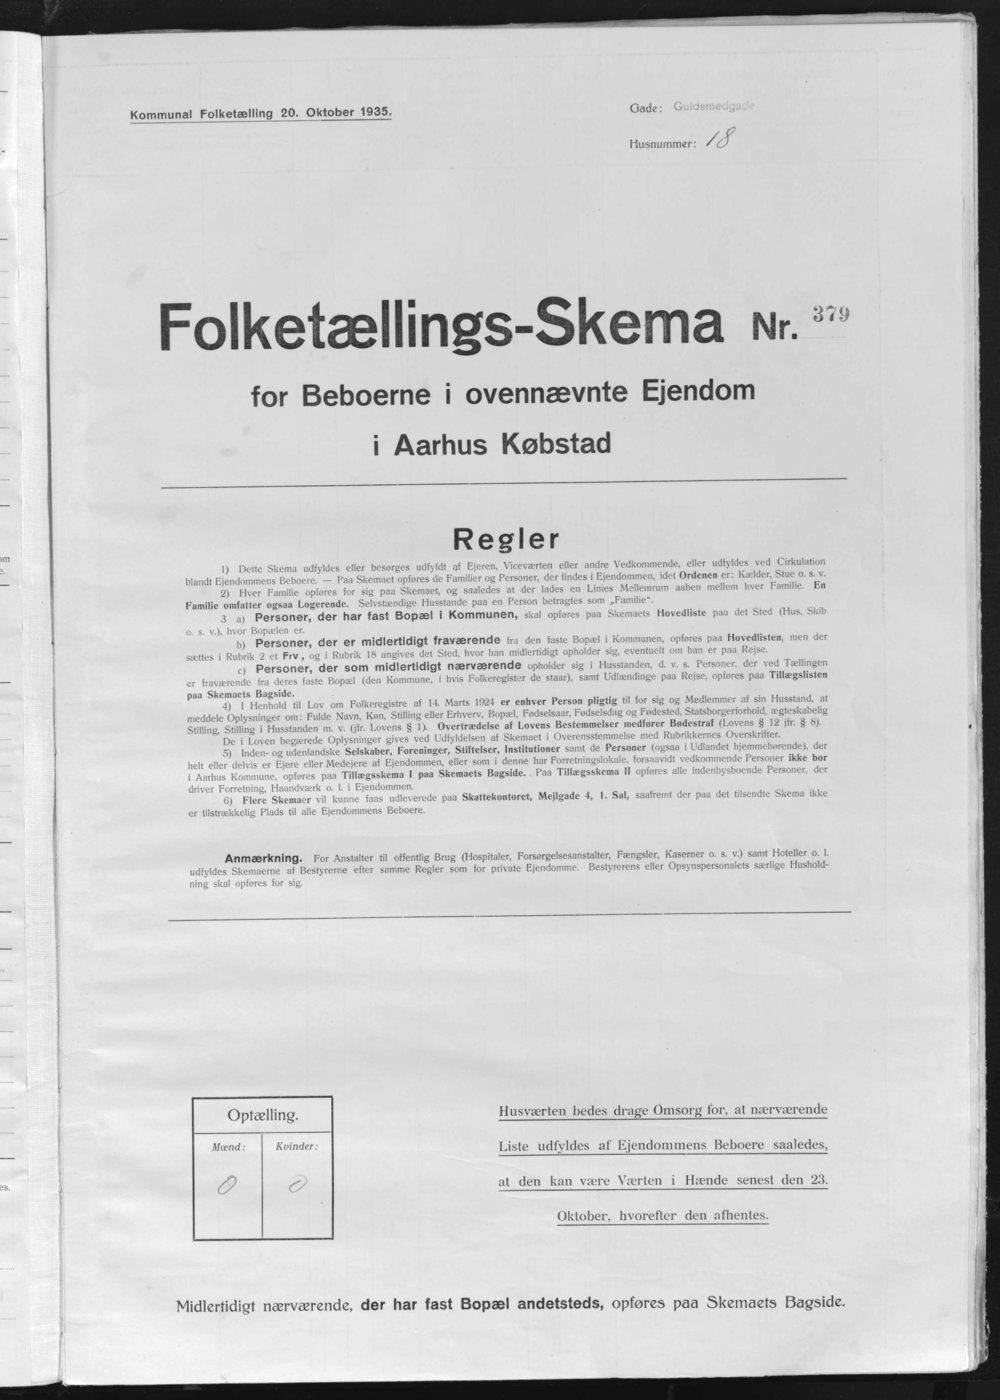 Kommunal Folketælling 20. Oktober 1935.
Gade: Guldsmedgade
Husnummer: 18
Folketællings-Skema Nr. 379
for Beboerne i ovennævnte Ejendom
i Aarhus Købstad
Regler
1) Dette Skema udfyldes eller besørges udfyldt af Ejeren, Viceværten eller andre Vedkommende, eller udfyldes ved Cirkulation
blandt Ejendommens Beboere. — Paa Skemaet opføres de Familier og Personer, der findes i Ejendommen, idet Ordenen er: Kælder, Stue o. s. v.
2) Hver Familie opføres for sig paa Skemaet, og saaledes at der lades en Linies Mellemrum aaben mellem hver Familie. En
Familie omfatter ogsaa Logerende. Selvstændige Husstande paa en Person betragtes som „Familie“.
3 a) Personer, der har fast Bopæl i Kommunen, skal opføres paa Skemaets Hovedliste paa det Sted (Hus, Skib
o. s. v.), hvor Bopælen er.
b) Personer, der er midlertidigt fraværende fra den faste Bopæl i Kommunen, opføres paa Hovedlisten, men der
sættes i Rubrik 2 et Frv., og i Rubrik 18 angives det Sted, hvor han midlertidigt opholder sig, eventuelt om han er paa Rejse.
c) Personer, der som midlertidigt nærværende opholder sig i Husstanden, d. v. s. Personer, der ved Tællingen
er fraværende fra deres faste Bopæl (den Kommune, i hvis Folkeregister de staar), samt Udlændinge paa Rejse, opføres paa Tillægslisten
paa Skemaets Bagside.
4) I Henhold til Lov om Folkeregistre af 14. Marts 1924 er enhver Person pligtig til for sig og Medlemmer af sin Husstand, at
meddele Oplysninger om: Fulde Navn, Køn, Stilling eller Erhverv, Bopæl, Fødselsaar, Fødselsdag og Fødested, Statsborgerforhold, ægteskabelig
Stilling, Stilling i Husstanden m. v. (jfr. Lovens § 1). Overtrædelse af Lovens Bestemmelser medfører Bødestraf (Lovens § 12 jfr. § 8).
De i Loven begærede Oplysninger gives ved Udfyldelsen af Skemaet i Overensstemmelse med Rubrikkernes Overskrifter.
5) Inden- og udenlandske Selskaber, Foreninger, Stiftelser, Institutioner samt de Personer (ogsaa i Udlandet hjemmehørende), der
helt eller delvis er Ejere eller Medejere af Ejendommen, eller som i denne har Forretningslokale, forsaavidt vedkommende Personer ikke bor
i Aarhus Kommune, opføres paa Tillægsskema I paa Skemaets Bagside. Paa Tillægsskema II opføres alle indenbysboende Personer, der
driver Forretning, Haandværk o. l. i Ejendommen.
6) Flere Skemaer vil kunne faas udleverede paa Skattekontoret, Mejlgade 4, 1. Sal, saafremt der paa det tilsendte Skema ikke
er tilstrækkelig Plads til alle Ejendommens Beboere.
Anmærkning. For Anstalter til offentlig Brug (Hospitaler, Forsørgelsesanstalter, Fængsler, Kaserner o. s. v.) samt Hoteller o. l.
udfyldes Skemaerne af Bestyrerne efter samme Regler som for private Ejendomme. Bestyrerens eller Opsynspersonalets særlige Hushold-
ning skal opføres for sig.
Optælling.
Mænd: Kvinder:
0 0
Husværten bedes drage Omsorg for, at nærværende
Liste udfyldes af Ejendommens Beboere saaledes,
at den kan være Værten i Hænde senest den 23.
Oktober, hvorefter den afhentes.
Midlertidigt nærværende, der har fast Bopæl andetsteds, opføres paa Skemaets Bagside.